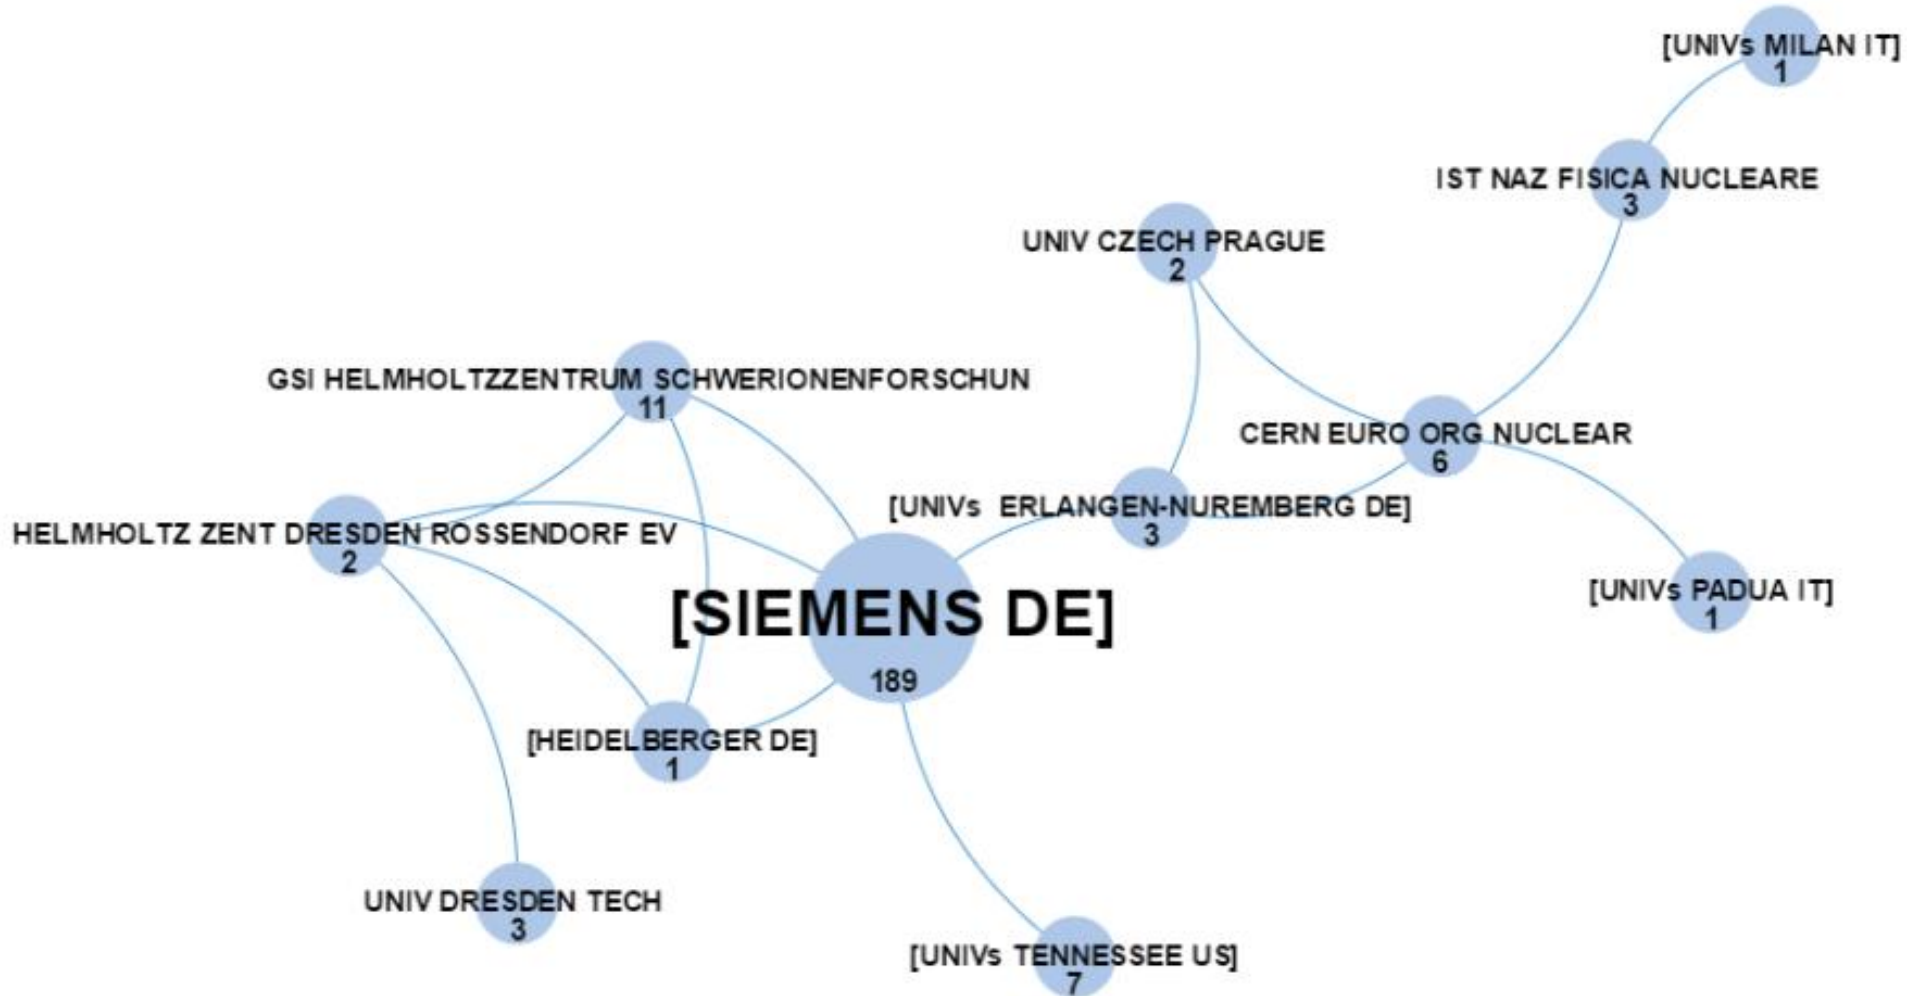 [UNIVs MILAN IT]
1
IST NAZ FISICA NUCLEARE
3
UNIV CZECH PRAGUE
2
GSI HELMHOLTZZENTRUM SCHWERIONENFORSCHUN
11
CERN EURO ORG NUCLEAR
6
[UNIVs ERLANGEN-NUREMBERG DE]
3
HELMHOLTZ ZENT DRESDEN ROSSENDORF EV
2
[UNIVs PADUA IT]
1
[SIEMENS DE]
189
[HEIDELBERGER DE]
1
UNIV DRESDEN TECH
3
[UNIVs TENNESSEE US]
7